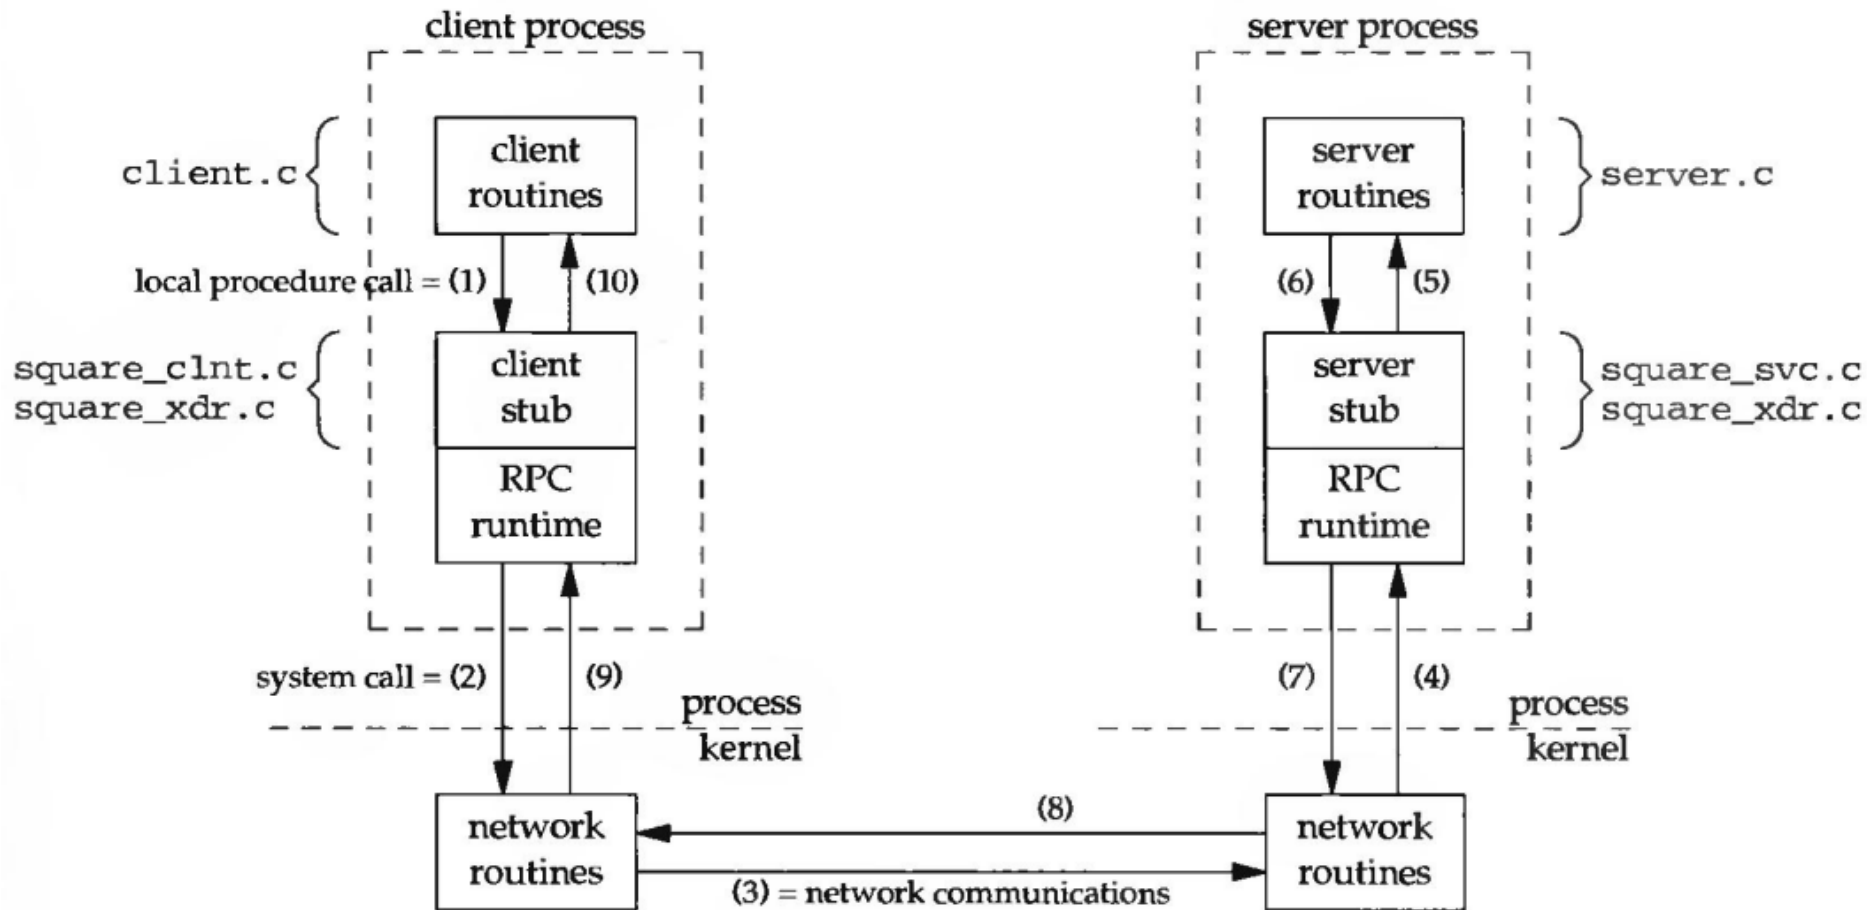 client process
server process
client
routines
client.c
server
routines
server.c
local procedure call = (1)
(10)
(6)
(5)
square_clnt.c
square_xdr.c
client
stub
server
stub
square_svc.c
square_xdr.c
RPC
runtime
RPC
runtime
system call = (2)
(9)
(7)
(4)
process
kernel
process
kernel
network
routines
(8)
(3) = network communications
network
routines